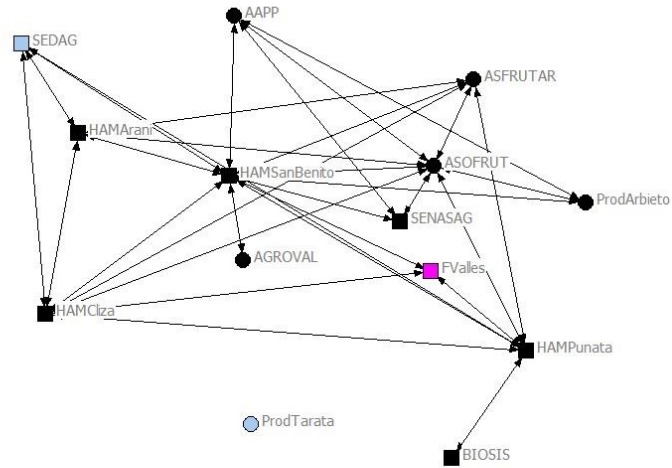 AAPP
SEDAG
ASFRUTAR
HAMArani
ASOFRUT
HAMSanBenito
ProdArbieto
SENASAG
AGROVAL
FValles
HAMCliza
HAMPunata
ProdTarata
BIOSIS